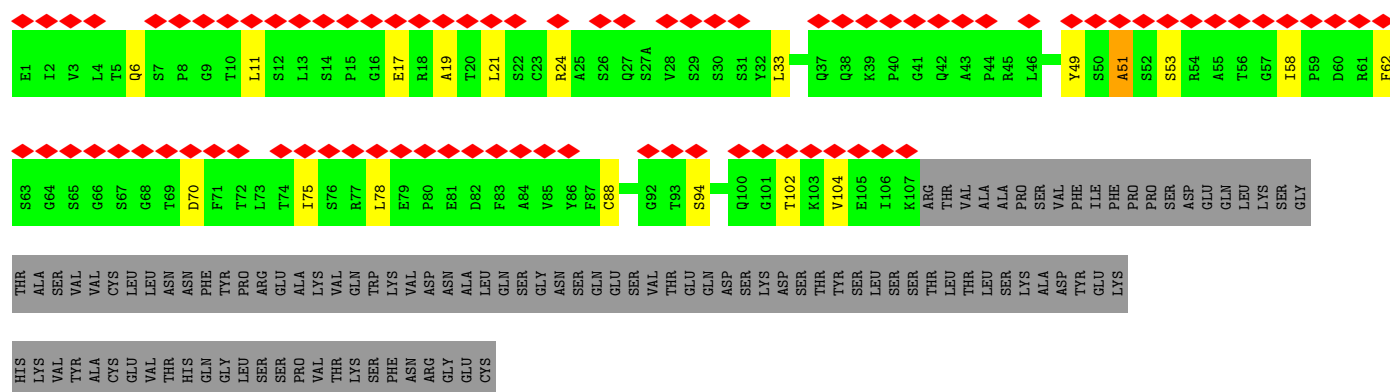 E1 I2 V3 L4 T5 Q6 S7 P8 G9 T10 L11 S12 L13 S14 P15 G16 E17 R18 A19 T20 L21 S22 C23 R24 A25 S26 Q27 S27A V28 S29 S30 S31 Y32 L33 Q37 Q38 K39 P40 G41 Q42 A43 P44 R45 L46 Y49 S50 A51 S52 S53 R54 A55 T56 G57 I58 P59 D60 R61 F62
S63 G64 S65 G66 S67 G68 T69 D70 F71 T72 L73 T74 I75 S76 R77 L78 E79 P80 E81 D82 F83 A84 V85 Y86 F87 C88 G92 T93 S94 Q100 G101 T102 K103 V104 E105 I106 K107 ARG THR VAL ALA ALA PRO SER VAL PHE ILE PHE PRO PRO SER ASP GLU GLN LEU LYS SER GLY
THR ALA SER VAL VAL CYS LEU LEU ASN ASN PHE TYR PRO ARG GLU ALA LYS VAL GLN TRP LYS VAL ASP ASN ALA LEU GLN SER GLY ASN SER GLN GLU SER VAL THR GLU GLN ASP SER LYS ASP SER THR TYR SER LEU SER SER THR LEU THR LEU SER LYS ALA ASP TYR GLU LYS
HIS LYS VAL TYR ALA CYS GLU VAL THR HIS GLN GLY LEU SER SER PRO VAL THR LYS SER PHE ASN ARG GLY GLU CYS